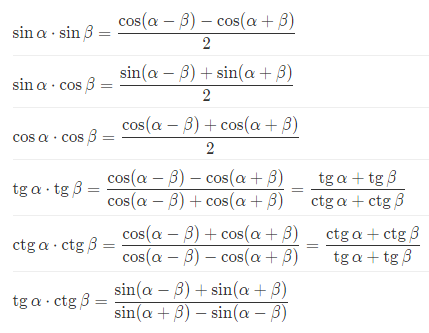 sin α · sin β = (cos(α − β) − cos(α + β)) / 2
sin α · cos β = (sin(α − β) + sin(α + β)) / 2
cos α · cos β = (cos(α − β) + cos(α + β)) / 2
tg α · tg β = (cos(α − β) − cos(α + β)) / (cos(α − β) + cos(α + β)) = (tg α + tg β) / (ctg α + ctg β)
ctg α · ctg β = (cos(α − β) + cos(α + β)) / (cos(α − β) − cos(α + β)) = (ctg α + ctg β) / (tg α + tg β)
tg α · ctg β = (sin(α − β) + sin(α + β)) / (sin(α + β) − sin(α − β))